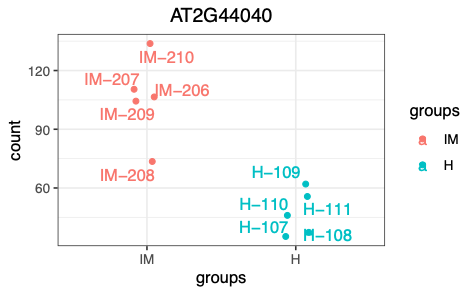 AT2G44040
count
120
90
60
IM−210
IM−207
IM−206
IM−209
IM−208
H−109
H−110
H−111
H−107
H−108
IM
H
groups
groups
a IM
a H